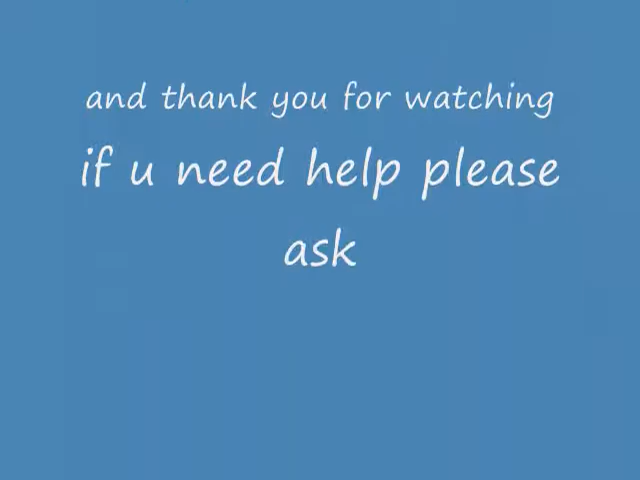 and thank you for watching
if u need help please
ask